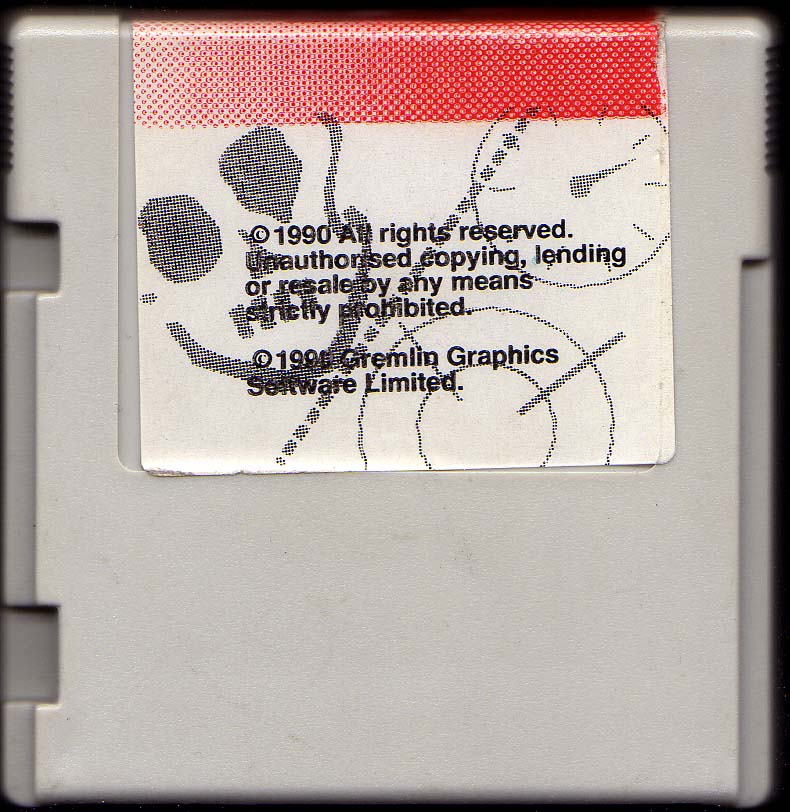 ©1990 All rights reserved.
Unauthorised copying, lending
or resale by any means
strictly prohibited.
©1990 Gremlin Graphics
Software Limited.